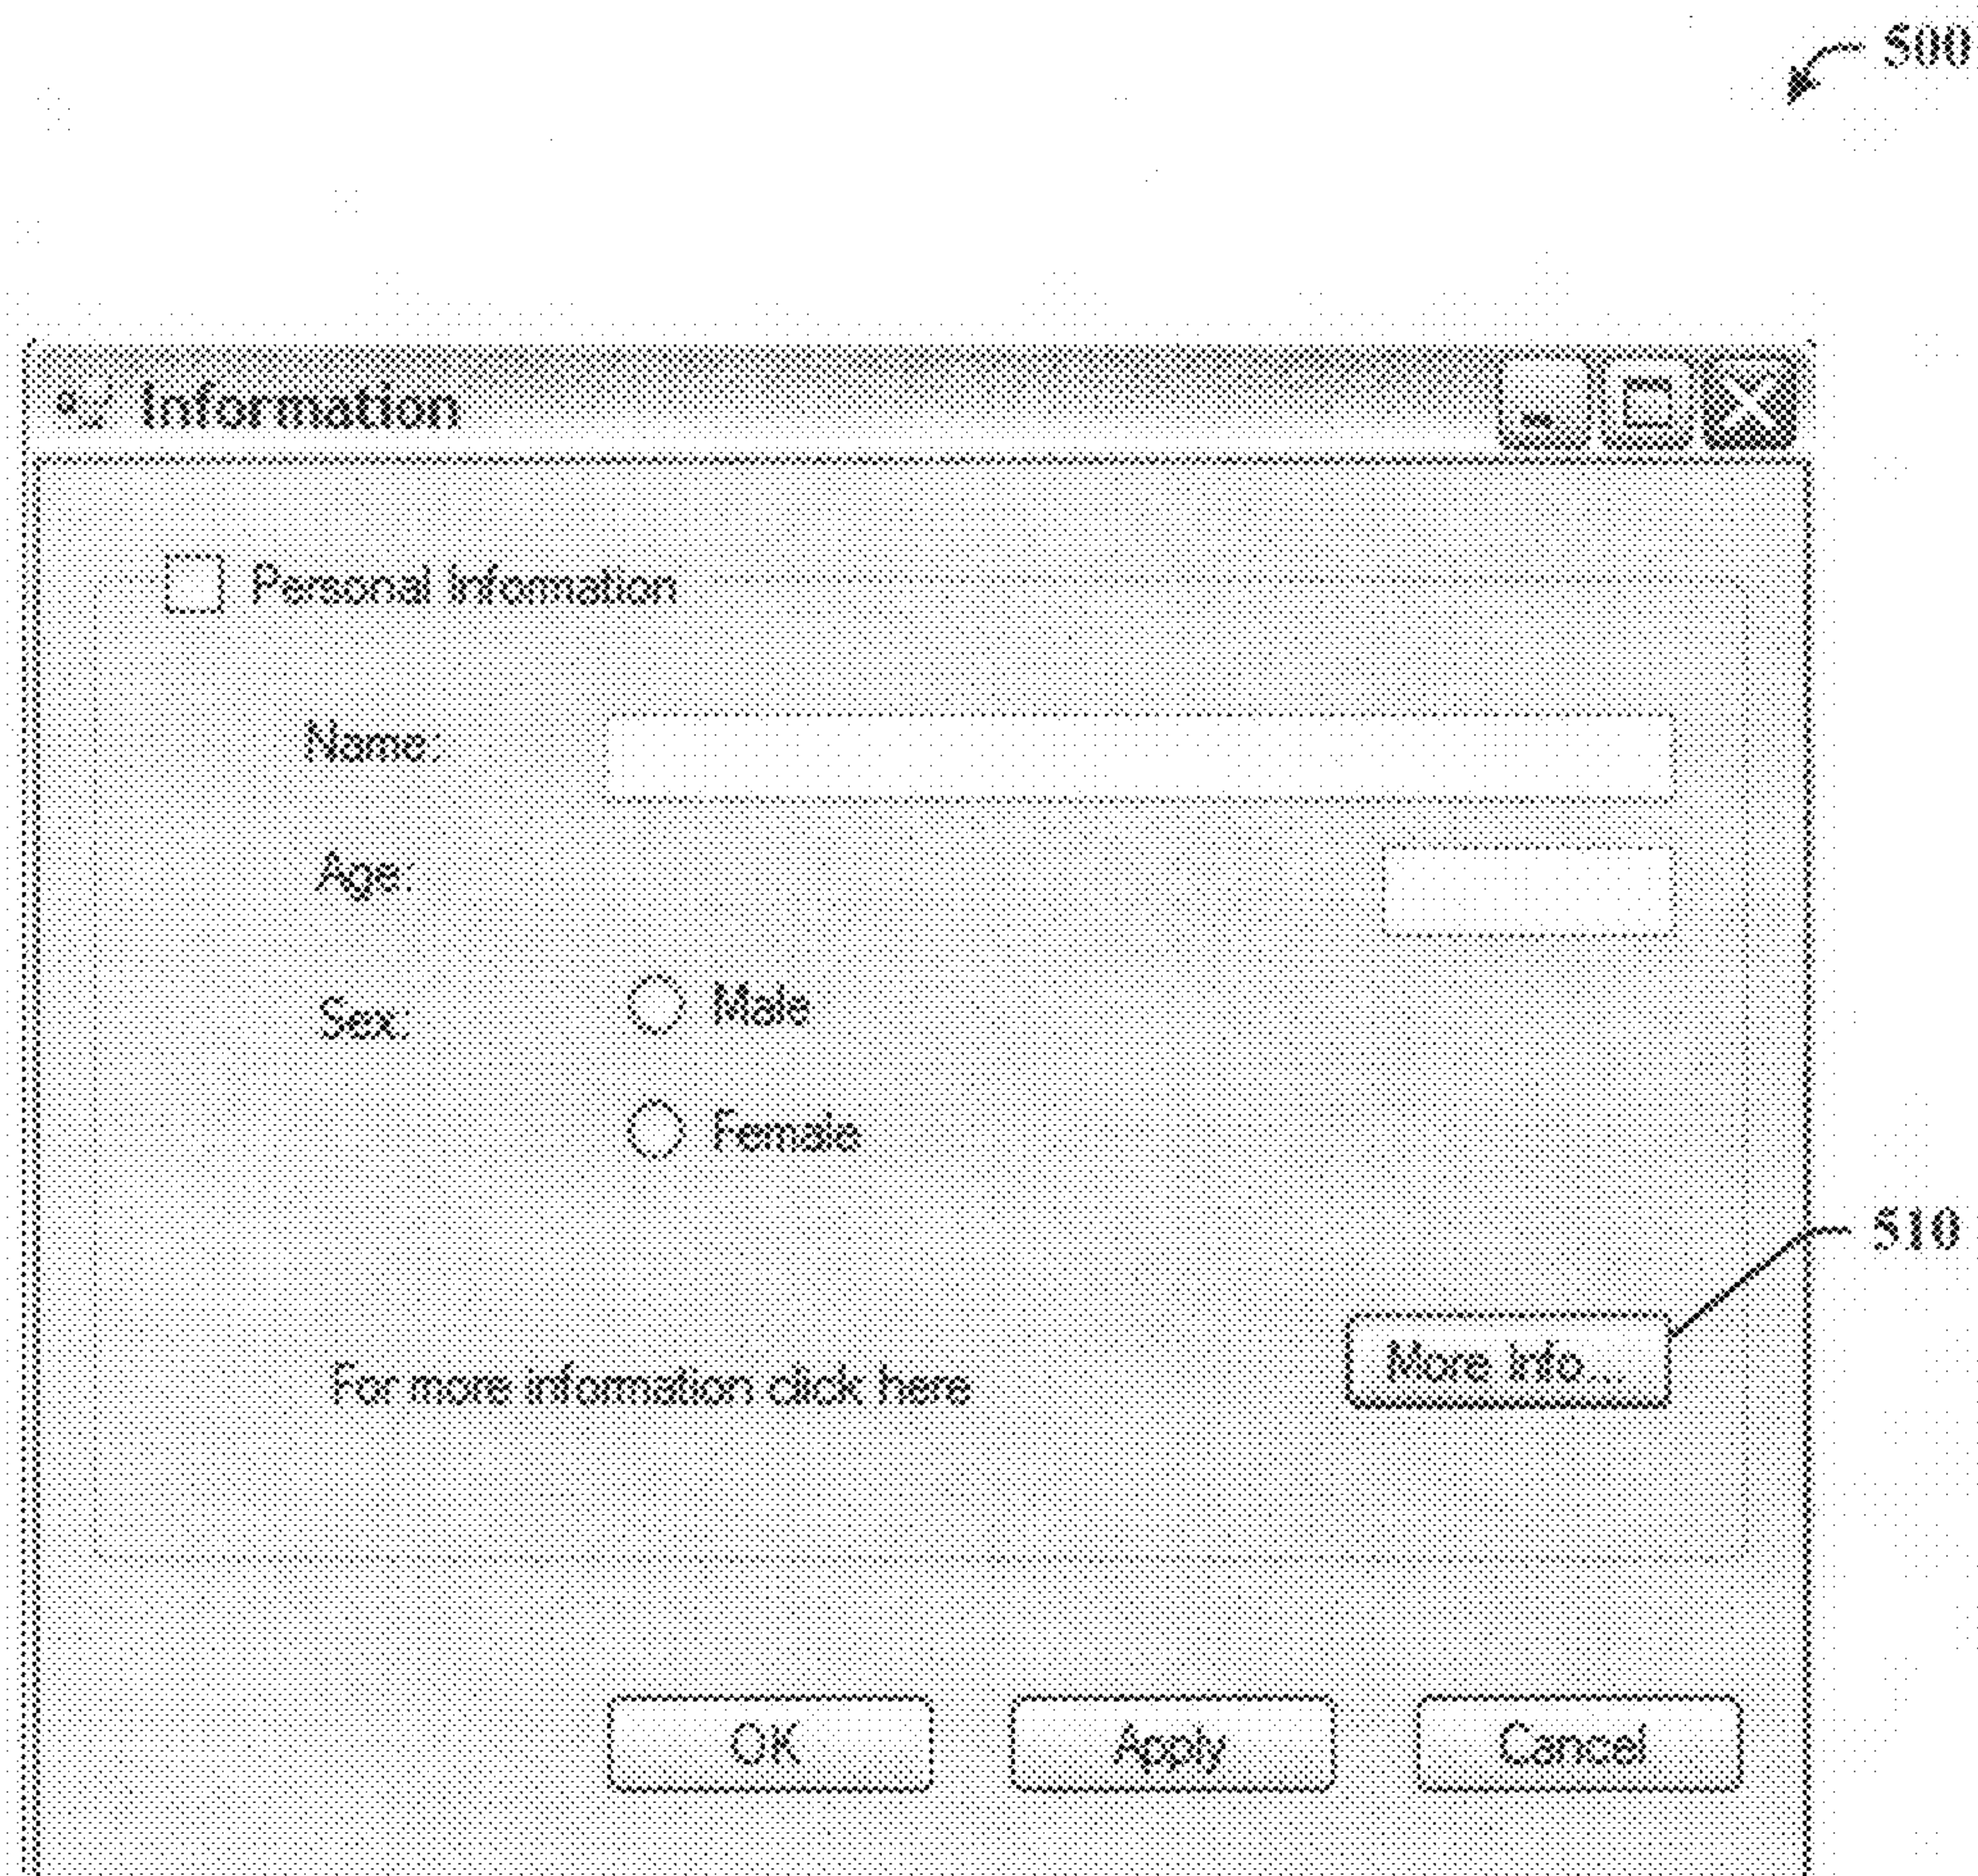 500
Information
Personal Information
Name:
Age:
Sex:
Male
Female
510
More Info...
For more information click here
OK
Apply
Cancel